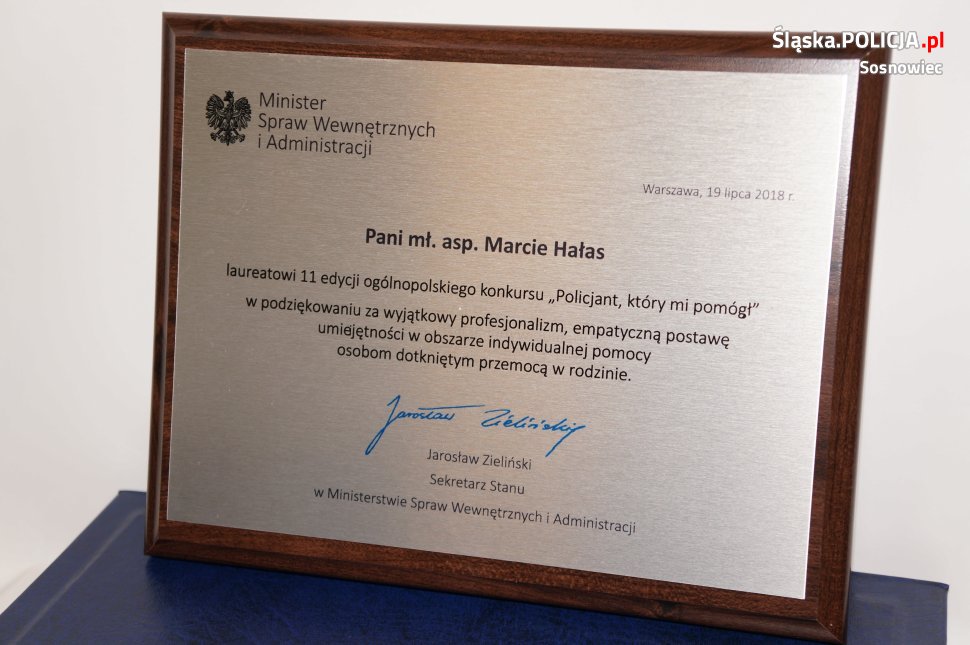 Śląska.POLICJA.pl
Sosnowiec
Minister
Spraw Wewnętrznych
i Administracji
Warszawa, 19 lipca 2018 r.
Pani mł. asp. Marcie Hałas
laureatowi 11 edycji ogólnopolskiego konkursu „Policjant, który mi pomógł”
w podziękowaniu za wyjątkowy profesjonalizm, empatyczną postawę
umiejętności w obszarze indywidualnej pomocy
osobom dotkniętym przemocą w rodzinie.
Jarosław Zieliński
Jarosław Zieliński
Sekretarz Stanu
w Ministerstwie Spraw Wewnętrznych i Administracji